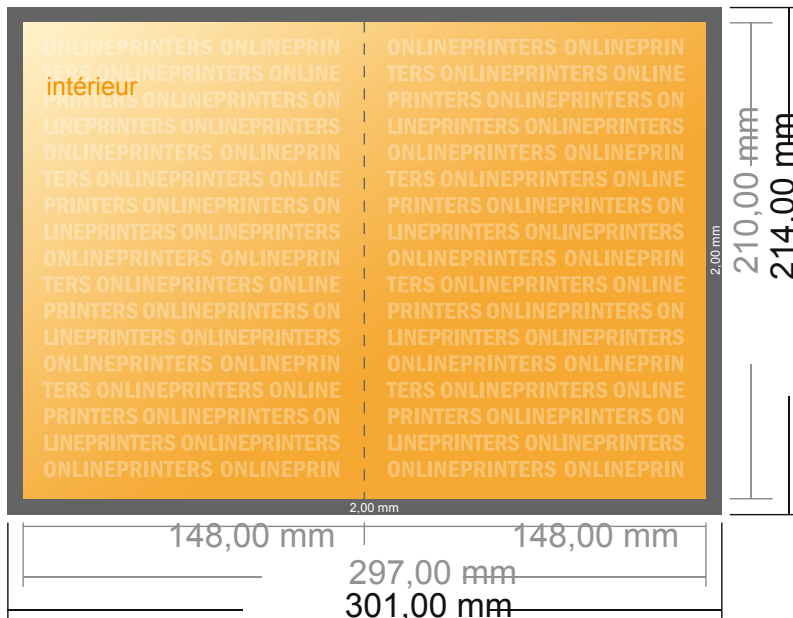 ONLINEPRINTERS ONLINEPRIN
TERS ONLINEPRINTERS ONLINE
PRINTERS ONLINEPRINTERS ON
LINEPRINTERS ONLINEPRINTERS
ONLINEPRINTERS ONLINEPRIN
TERS ONLINEPRINTERS ONLINE
PRINTERS ONLINEPRINTERS ON
LINEPRINTERS ONLINEPRINTERS
ONLINEPRINTERS ONLINEPRIN
TERS ONLINEPRINTERS ONLINE
PRINTERS ONLINEPRINTERS ON
LINEPRINTERS ONLINEPRINTERS
ONLINEPRINTERS ONLINEPRIN
TERS ONLINEPRINTERS ONLINE
PRINTERS ONLINEPRINTERS ON
LINEPRINTERS ONLINEPRINTERS
ONLINEPRINTERS ONLINEPRIN
intérieur
ONLINEPRINTERS ONLINEPRIN
TERS ONLINEPRINTERS ONLINE
PRINTERS ONLINEPRINTERS ON
LINEPRINTERS ONLINEPRINTERS
ONLINEPRINTERS ONLINEPRIN
TERS ONLINEPRINTERS ONLINE
PRINTERS ONLINEPRINTERS ON
LINEPRINTERS ONLINEPRINTERS
ONLINEPRINTERS ONLINEPRIN
TERS ONLINEPRINTERS ONLINE
PRINTERS ONLINEPRINTERS ON
LINEPRINTERS ONLINEPRINTERS
ONLINEPRINTERS ONLINEPRIN
TERS ONLINEPRINTERS ONLINE
PRINTERS ONLINEPRINTERS ON
LINEPRINTERS ONLINEPRINTERS
ONLINEPRINTERS ONLINEPRIN
2,00 mm
210,00 mm
214,00 mm
2,00 mm
148,00 mm
148,00 mm
297,00 mm
301,00 mm